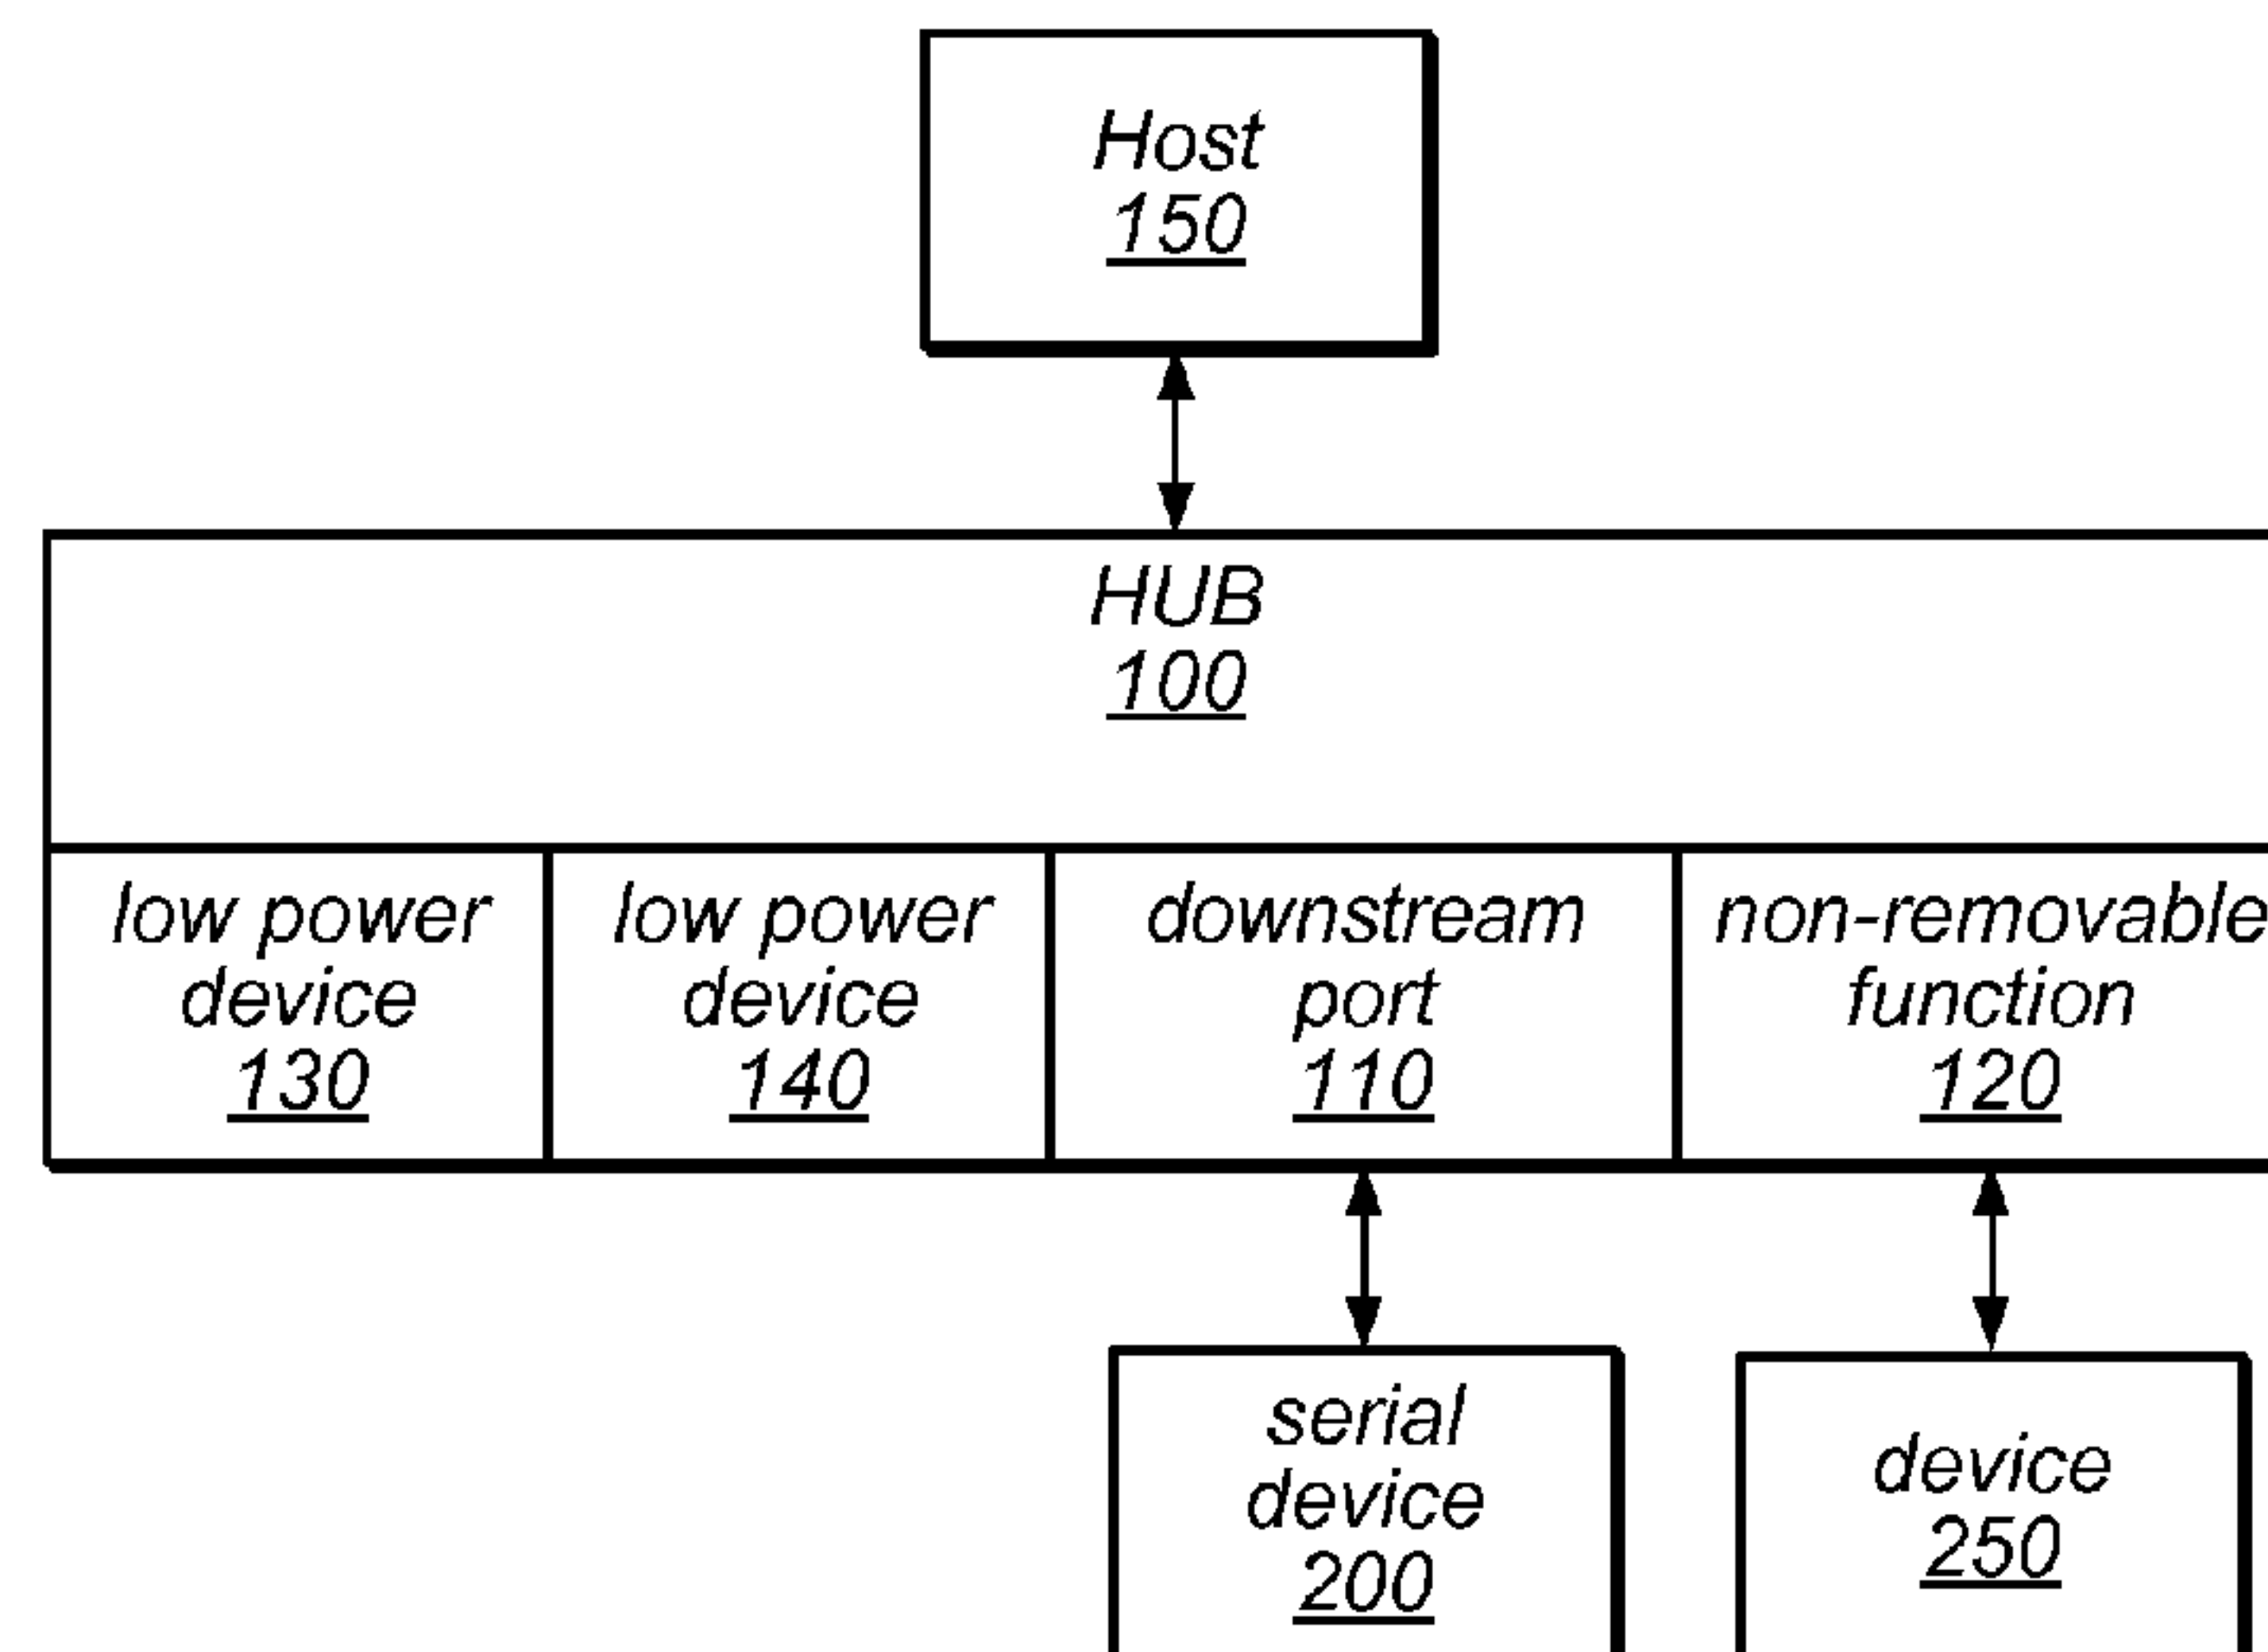 Host
150
HUB
100
low power
device
130
low power
device
140
downstream
port
110
non-removable
function
120
serial
device
200
device
250